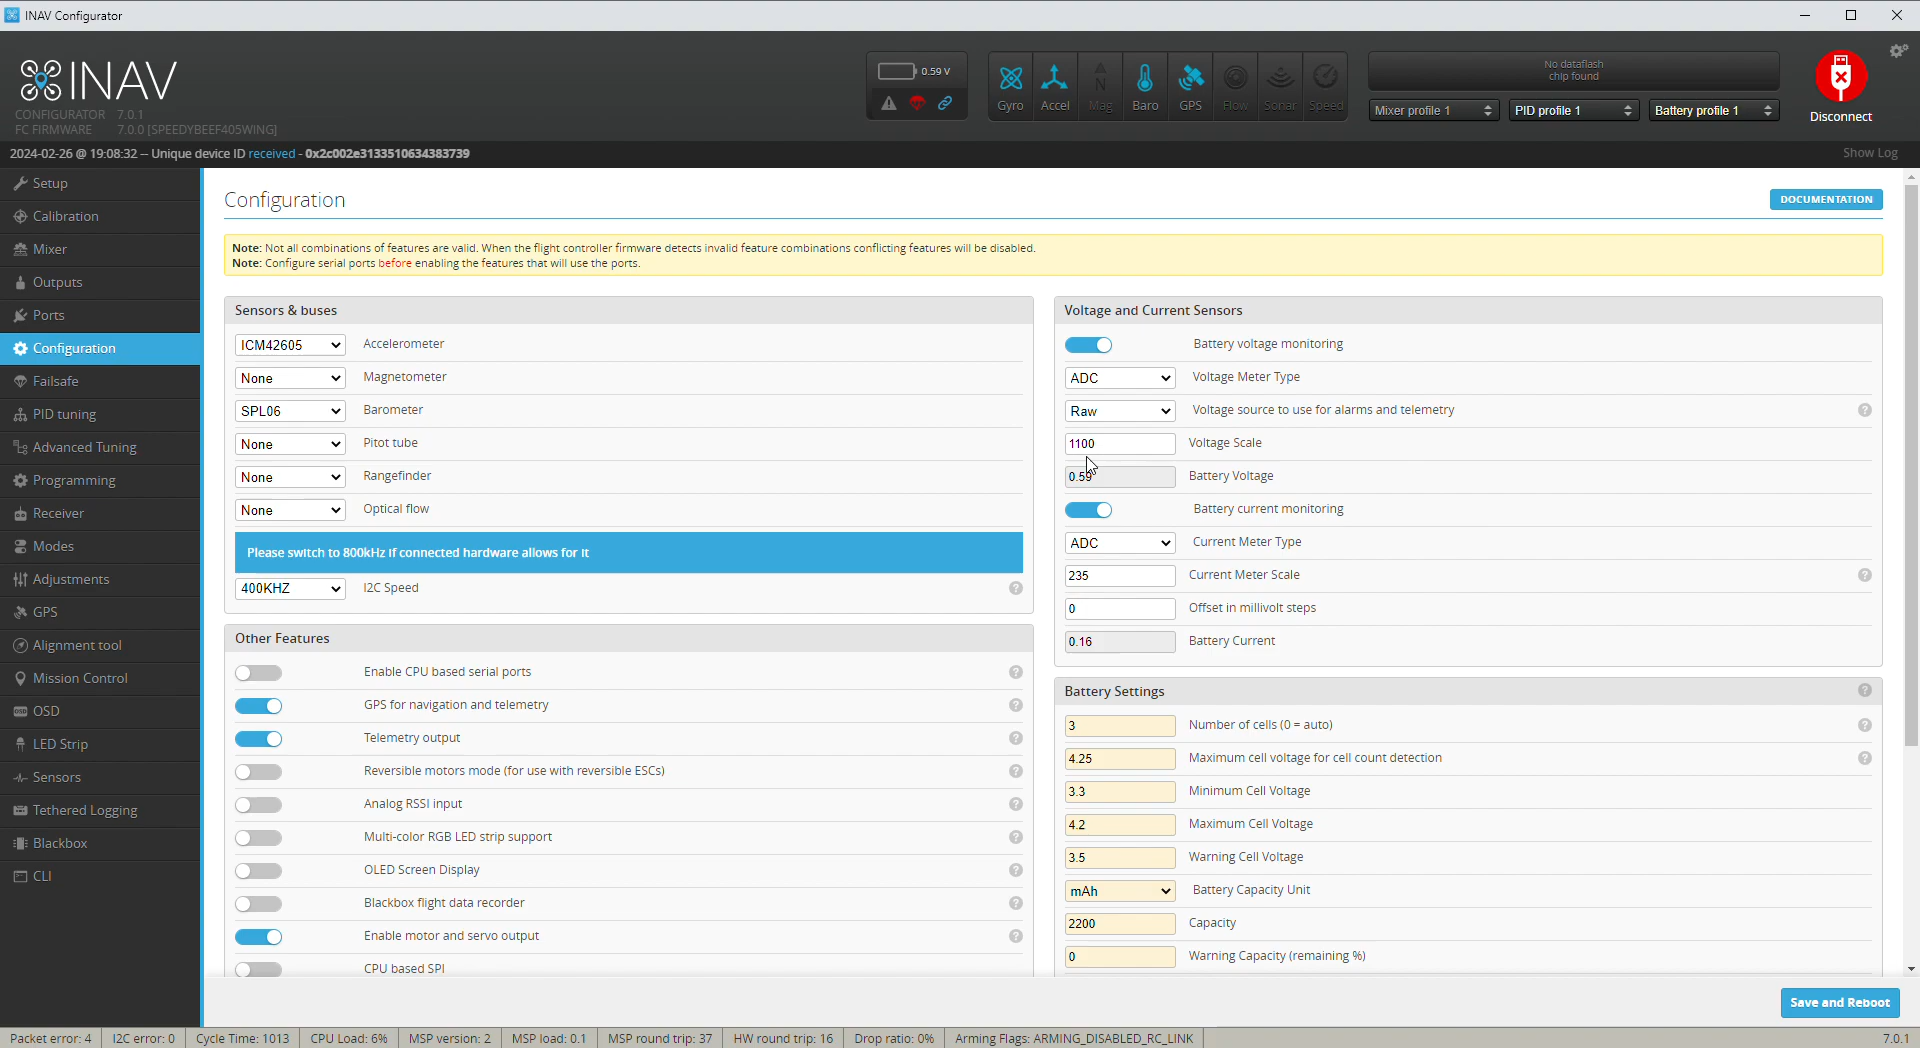 INAV Configurator
INAV
CONFIGURATOR 7.0.1
FC FIRMWARE 7.0.0 [SPEEDYBEEF405WING]
0.59 V
Gyro
Accel
Mag
Baro
GPS
Flow
Sonar
Speed
No dataflash
chip found
Mixer profile 1
PID profile 1
Battery profile 1
Disconnect
2024-02-26 @ 19:08:32 -- Unique device ID received - 0x2c002e3133510634383739
Show Log
Setup
Calibration
Mixer
Outputs
Ports
Configuration
Failsafe
PID tuning
Advanced Tuning
Programming
Receiver
Modes
Adjustments
GPS
Alignment tool
Mission Control
OSD
LED Strip
Sensors
Tethered Logging
Blackbox
CLI
Configuration
DOCUMENTATION
Note: Not all combinations of features are valid. When the flight controller firmware detects invalid feature combinations conflicting features will be disabled.
Note: Configure serial ports before enabling the features that will use the ports.
Sensors & buses
ICM42605 Accelerometer
None Magnetometer
SPL06 Barometer
None Pitot tube
None Rangefinder
None Optical flow
Please switch to 800kHz if connected hardware allows for it
400KHZ I2C Speed
Other Features
Enable CPU based serial ports
GPS for navigation and telemetry
Telemetry output
Reversible motors mode (for use with reversible ESCs)
Analog RSSI input
Multi-color RGB LED strip support
OLED Screen Display
Blackbox flight data recorder
Enable motor and servo output
CPU based SPI
Voltage and Current Sensors
Battery voltage monitoring
ADC Voltage Meter Type
Raw Voltage source to use for alarms and telemetry
1100 Voltage Scale
0.59 Battery Voltage
Battery current monitoring
ADC Current Meter Type
235 Current Meter Scale
0 Offset in millivolt steps
0.16 Battery Current
Battery Settings
3 Number of cells (0 = auto)
4.25 Maximum cell voltage for cell count detection
3.3 Minimum Cell Voltage
4.2 Maximum Cell Voltage
3.5 Warning Cell Voltage
mAh Battery Capacity Unit
2200 Capacity
0 Warning Capacity (remaining %)
Save and Reboot
Packet error: 4
I2C error: 0
Cycle Time: 1013
CPU Load: 6%
MSP version: 2
MSP load: 0.1
MSP round trip: 37
HW round trip: 16
Drop ratio: 0%
Arming Flags: ARMING_DISABLED_RC_LINK
7.0.1